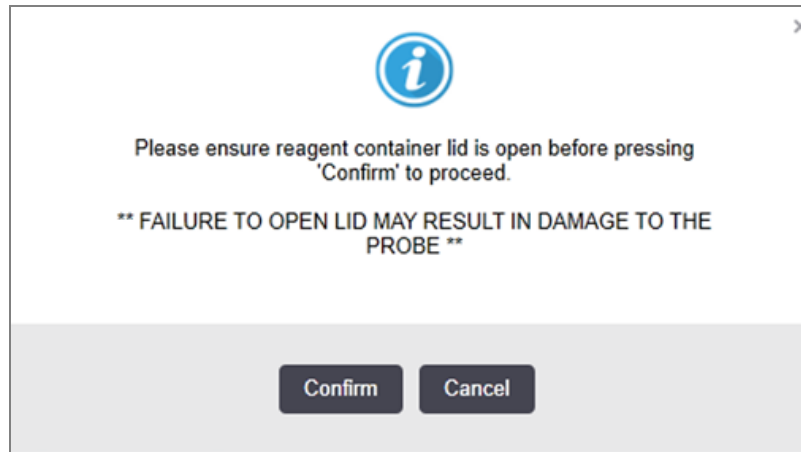 Please ensure reagent container lid is open before pressing
'Confirm' to proceed.
** FAILURE TO OPEN LID MAY RESULT IN DAMAGE TO THE
PROBE **
Confirm Cancel